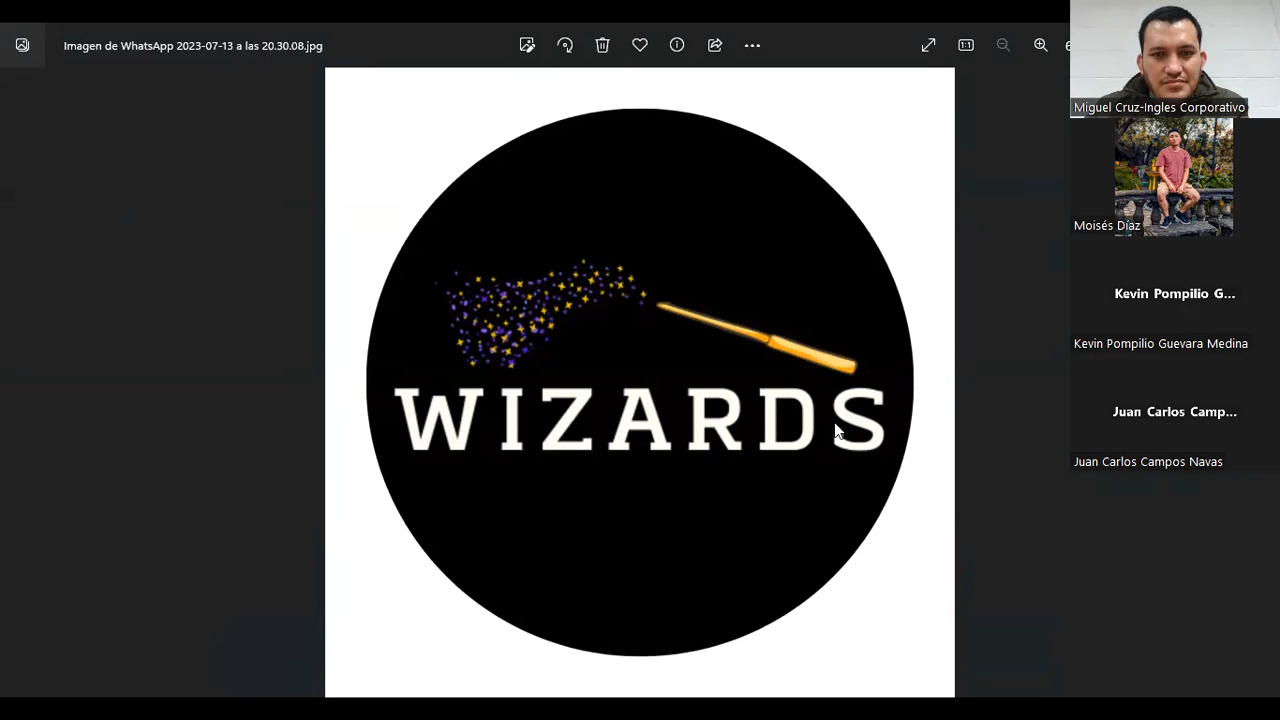 Imagen de WhatsApp 2023-07-13 a las 20.30.08.jpg
WIZARDS
Miguel Cruz-Ingles Corporativo
Moisés Díaz
Kevin Pompilio G...
Kevin Pompilio Guevara Medina
Juan Carlos Camp...
Juan Carlos Campos Navas